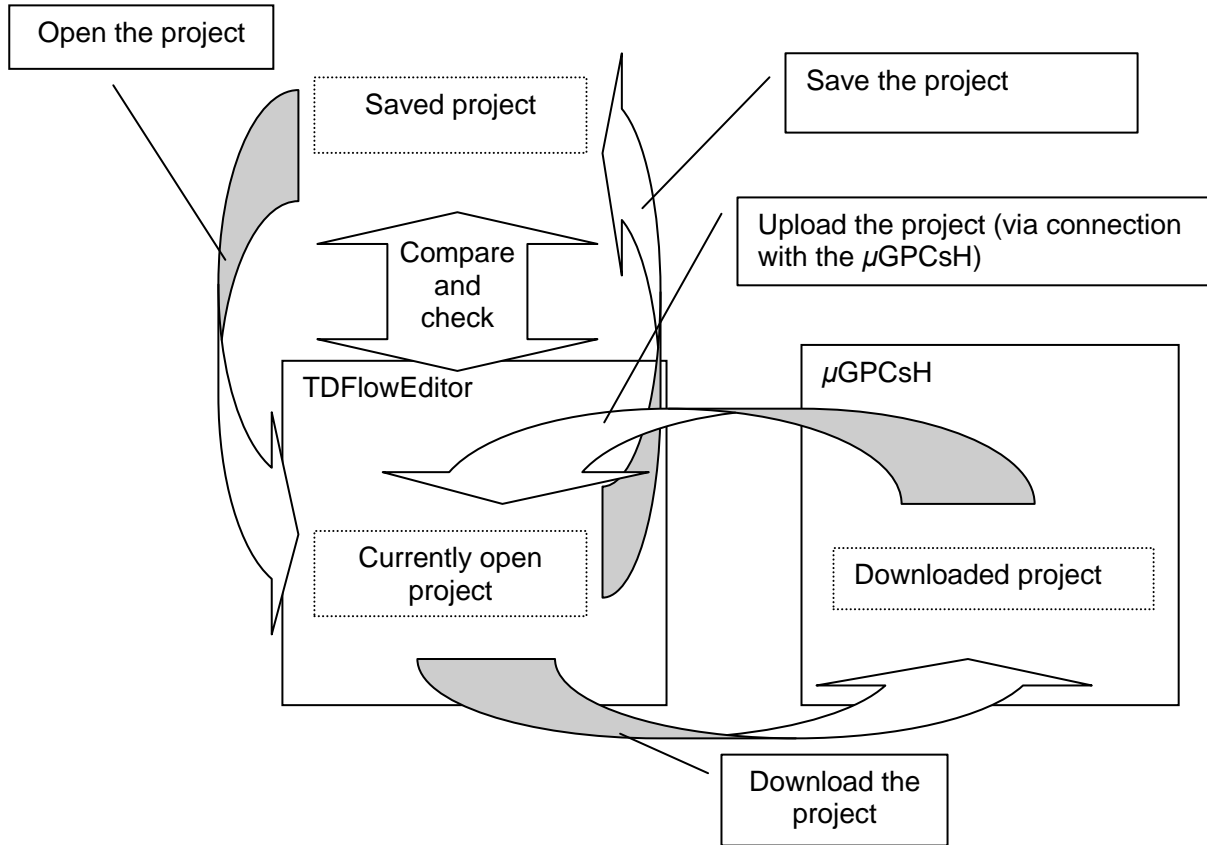 Open the project
Saved project
Save the project
Upload the project (via connection
with the µGPCsH)
Compare
and
check
TDFlowEditor
µGPCsH
Currently open
project
Downloaded project
Download the
project